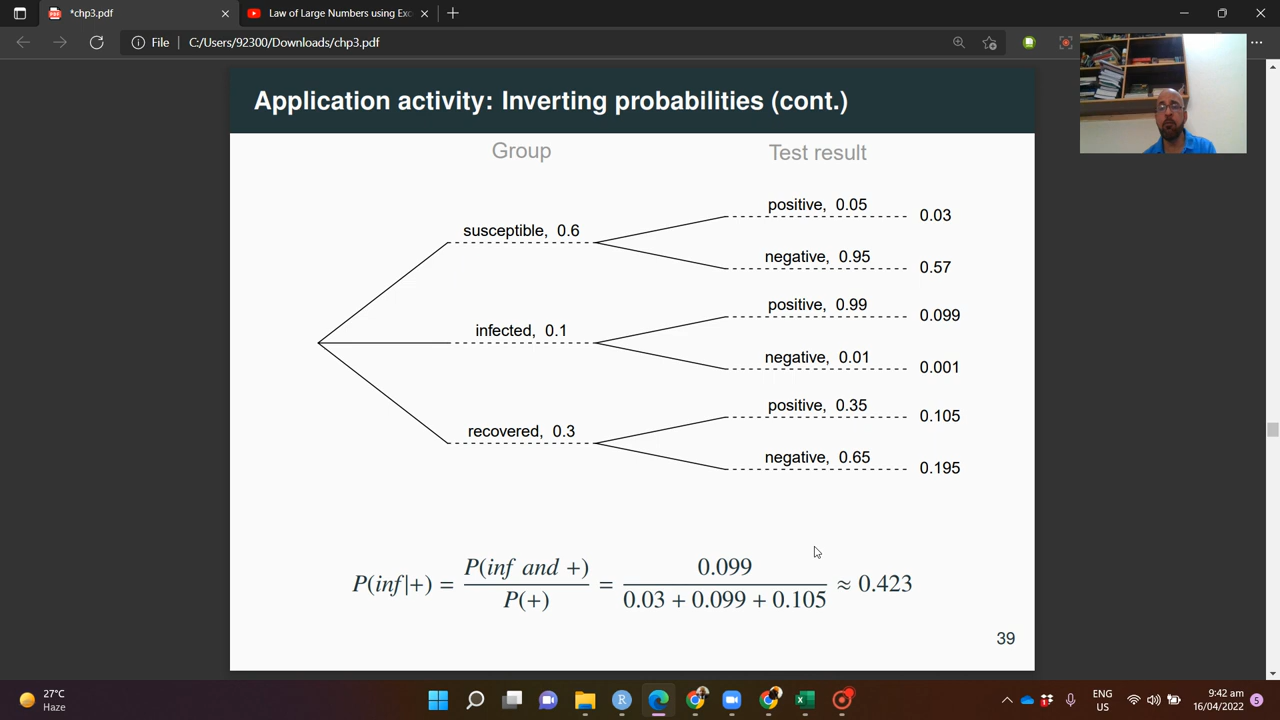 *chp3.pdf
Law of Large Numbers using Exc
File
C:/Users/92300/Downloads/chp3.pdf
Application activity: Inverting probabilities (cont.)
Group
Test result
susceptible, 0.6
positive, 0.05
0.03
negative, 0.95
0.57
infected, 0.1
positive, 0.99
0.099
negative, 0.01
0.001
recovered, 0.3
positive, 0.35
0.105
negative, 0.65
0.195
P(inf|+) = P(inf and +) / P(+) = 0.099 / 0.03 + 0.099 + 0.105 ≈ 0.423
39
27°C
Haze
ENG
US
9:42 am
16/04/2022
5